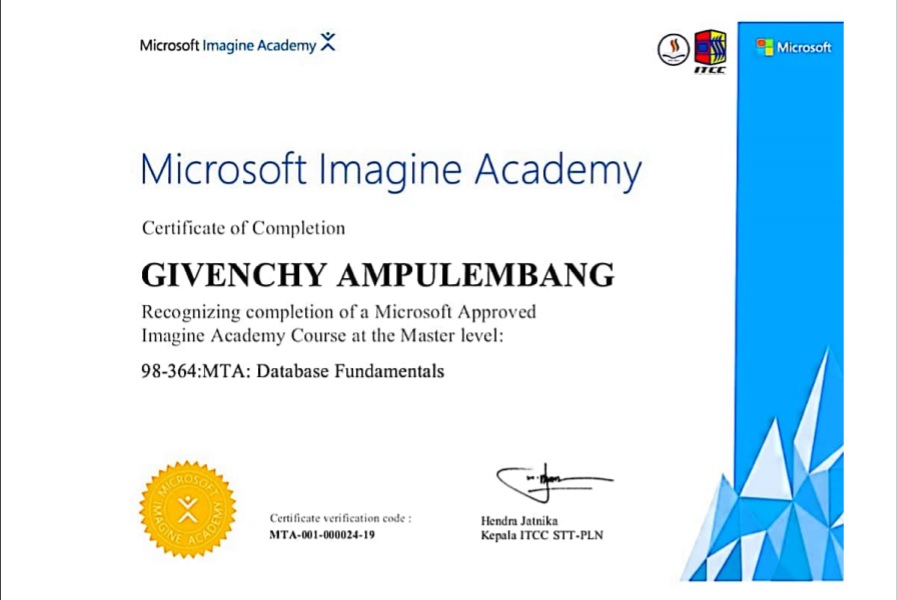 Microsoft Imagine Academy
ITCC
Microsoft
Microsoft Imagine Academy
Certificate of Completion
GIVENCHY AMPULEMBANG
Recognizing completion of a Microsoft Approved
Imagine Academy Course at the Master level:
98-364:MTA: Database Fundamentals
MICROSOFT
IMAGINE ACADEMY
Certificate verification code :
MTA-001-000024-19
Hendra Jatnika
Kepala ITCC STT-PLN